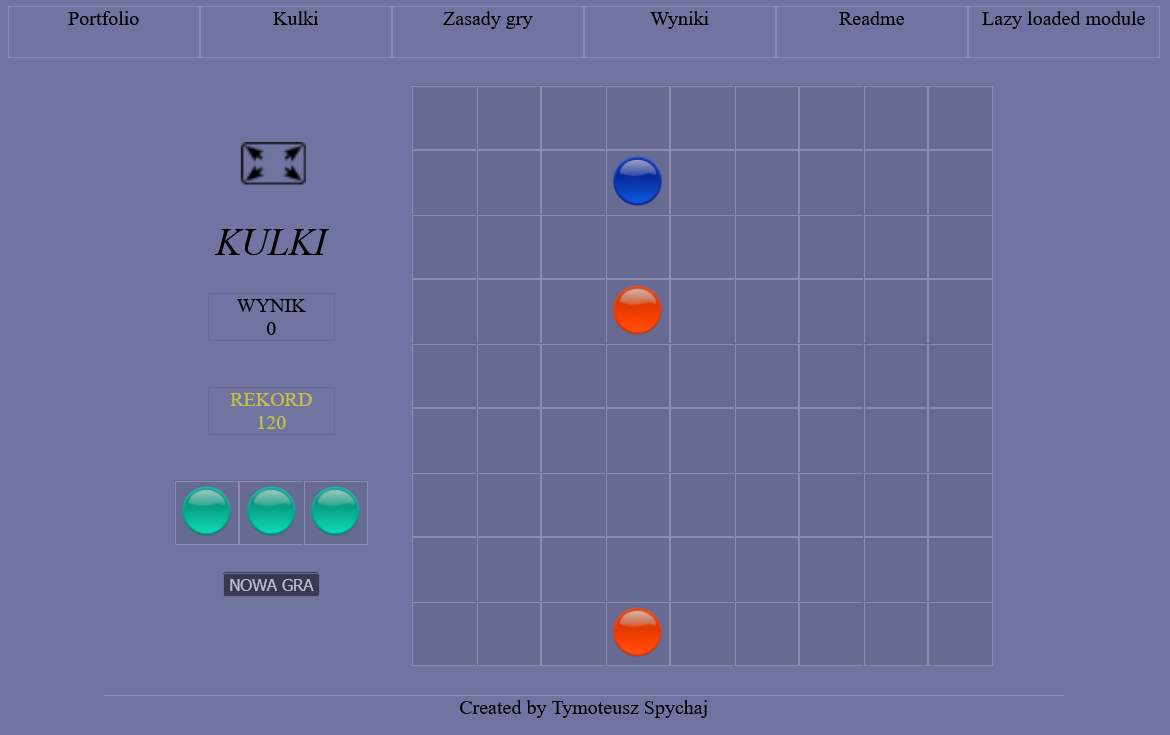 Portfolio
Kulki
Zasady gry
Wyniki
Readme
Lazy loaded module
KULKI
WYNIK
0
REKORD
120
NOWA GRA
Created by Tymoteusz Spychaj